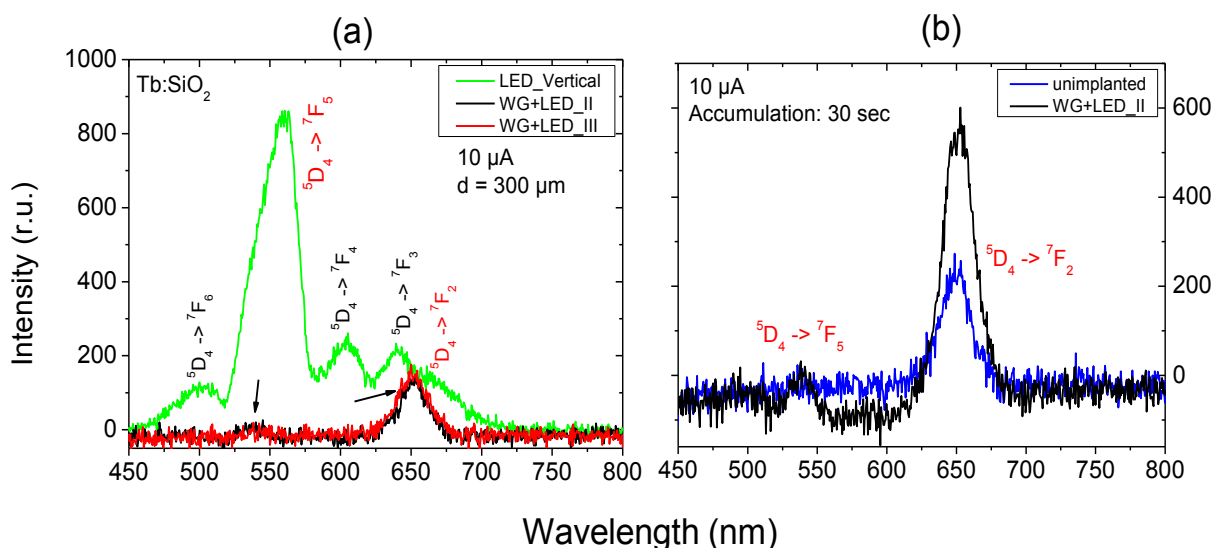 (a)
Tb:SiO₂
LED_Vertical
WG+LED_II
WG+LED_III
10 µA
d = 300 µm
⁵D₄ -> ⁷F₆
⁵D₄ -> ⁷F₅
⁵D₄ -> ⁷F₄
⁵D₄ -> ⁷F₃
⁵D₄ -> ⁷F₂
1000
800
600
400
200
0
450 500 550 600 650 700 750 800
Intensity (r.u.)
(b)
10 µA
Accumulation: 30 sec
unimplanted
WG+LED_II
⁵D₄ -> ⁷F₅
⁵D₄ -> ⁷F₂
600
400
200
0
450 500 550 600 650 700 750 800
Wavelength (nm)